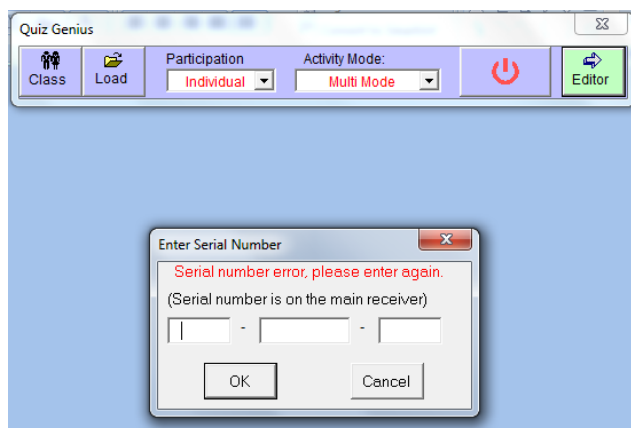 Quiz Genius
Class
Load
Participation
Individual
Activity Mode:
Multi Mode
Editor
Enter Serial Number
Serial number error, please enter again.
(Serial number is on the main receiver)
- -
OK Cancel